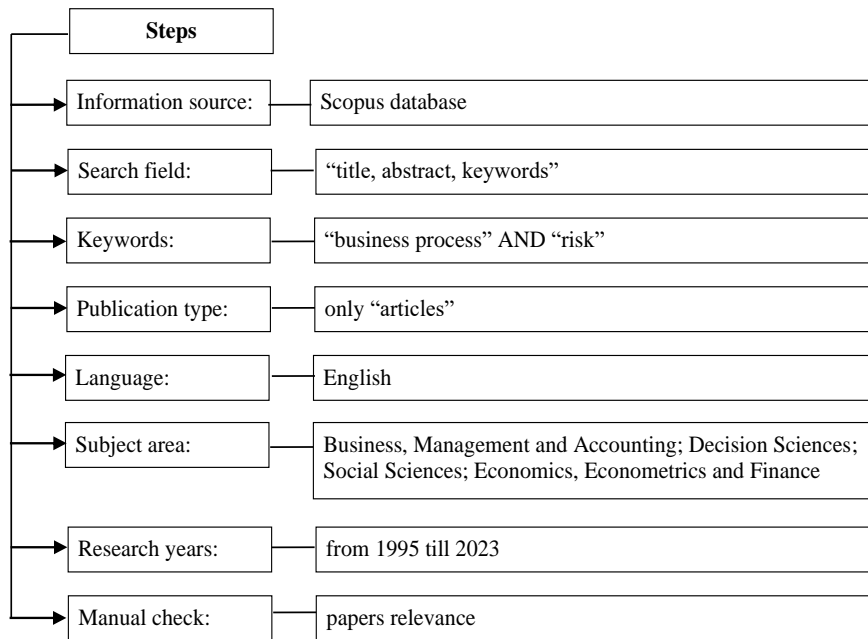 Steps
Information source:
Scopus database
Search field:
“title, abstract, keywords”
Keywords:
“business process” AND “risk”
Publication type:
only “articles”
Language:
English
Subject area:
Business, Management and Accounting; Decision Sciences;
Social Sciences; Economics, Econometrics and Finance
Research years:
from 1995 till 2023
Manual check:
papers relevance